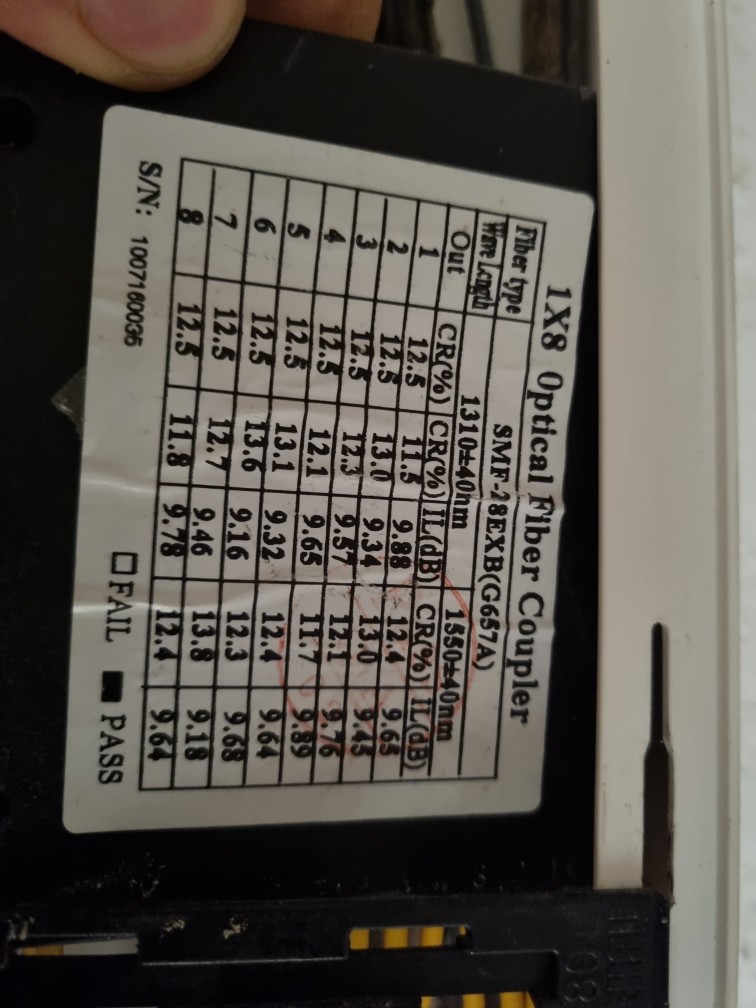 1X8 Optical Fiber Coupler
Fiber type SMF-28EXB(G657A)
Wave Length 1310±40nm 1550±40nm
Out CR(%) CR(%) IL(dB) CR(%) IL(dB)
1 12.5 11.5 9.88 12.4 9.65
2 12.5 13.0 9.34 13.0 9.45
3 12.5 12.3 9.57 12.1 9.76
4 12.5 12.1 9.65 11.7 9.89
5 12.5 13.1 9.32 12.4 9.64
6 12.5 13.6 9.16 12.3 9.68
7 12.5 12.7 9.46 13.8 9.18
8 12.5 11.8 9.78 12.4 9.64
S/N: 1007160036 FAIL PASS